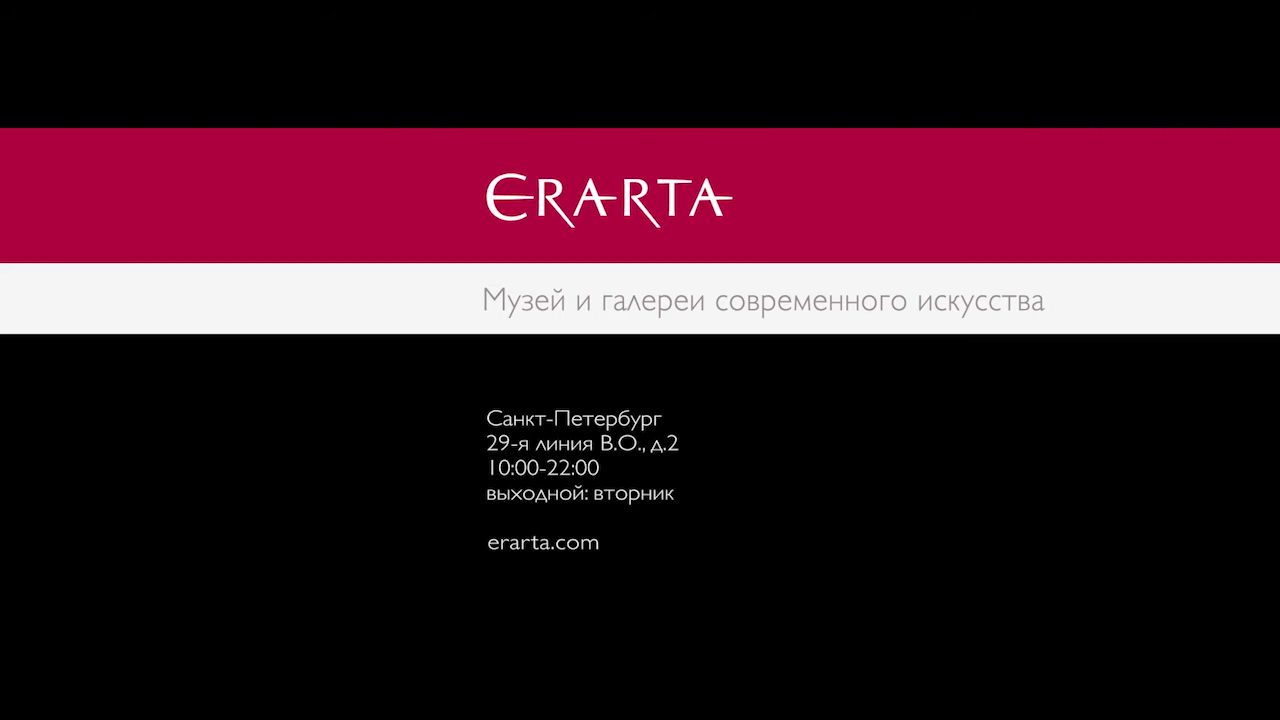 ERARTA
Музей и галереи современного искусства
Санкт-Петербург
29-я линия В.О., д.2
10:00-22:00
выходной: вторник
erarta.com